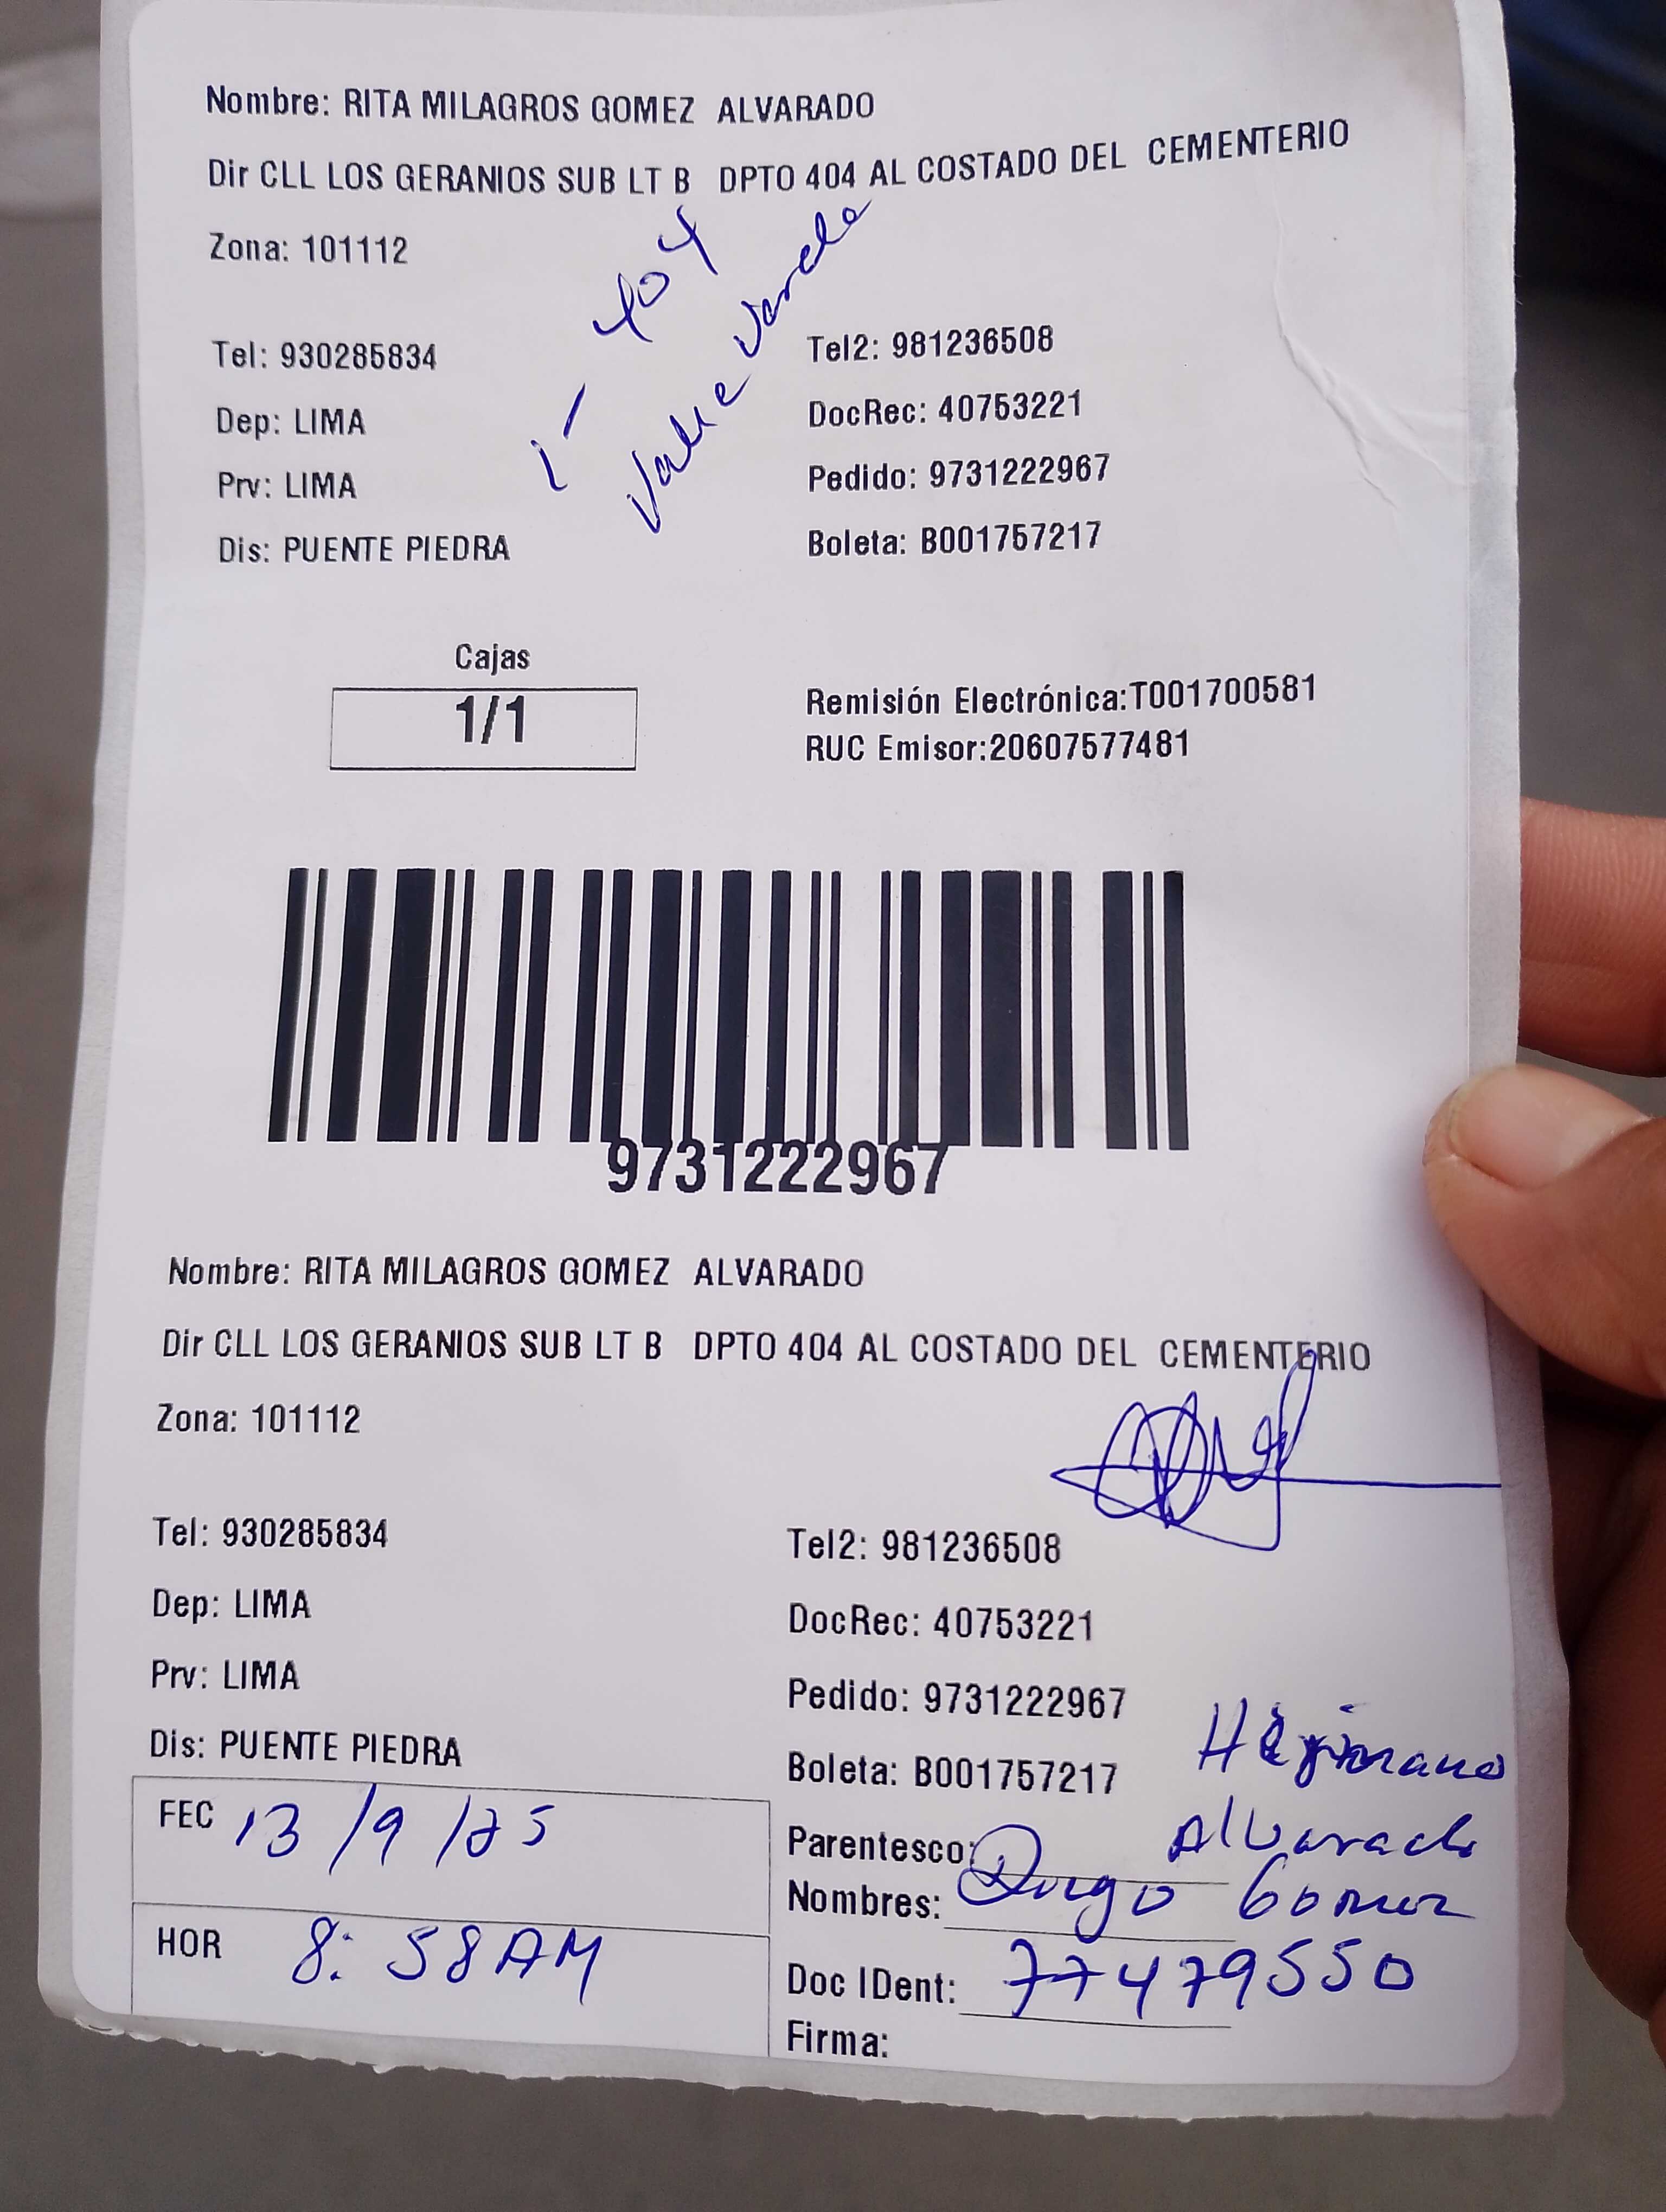 Nombre: RITA MILAGROS GOMEZ ALVARADO
Dir CLL LOS GERANIOS SUB LT B DPTO 404 AL COSTADO DEL CEMENTERIO
Zona: 101112
404
Valle
Tel: 930285834 Tel2: 981236508
Dep: LIMA DocRec: 40753221
Prv: LIMA Pedido: 9731222967
Dis: PUENTE PIEDRA Boleta: B001757217
Cajas
1/1
Remisión Electrónica:T001700581
RUC Emisor:20607577481
9731222967
Nombre: RITA MILAGROS GOMEZ ALVARADO
Dir CLL LOS GERANIOS SUB LT B DPTO 404 AL COSTADO DEL CEMENTERIO
Zona: 101112
Tel: 930285834 Tel2: 981236508
Dep: LIMA DocRec: 40753221
Prv: LIMA Pedido: 9731222967
Dis: PUENTE PIEDRA Boleta: B001757217
FEC 13/9/25
HOR 8:58AM
Parentesco: Alvarado
Nombres: Gomez
Doc IDent: 77479550
Firma: